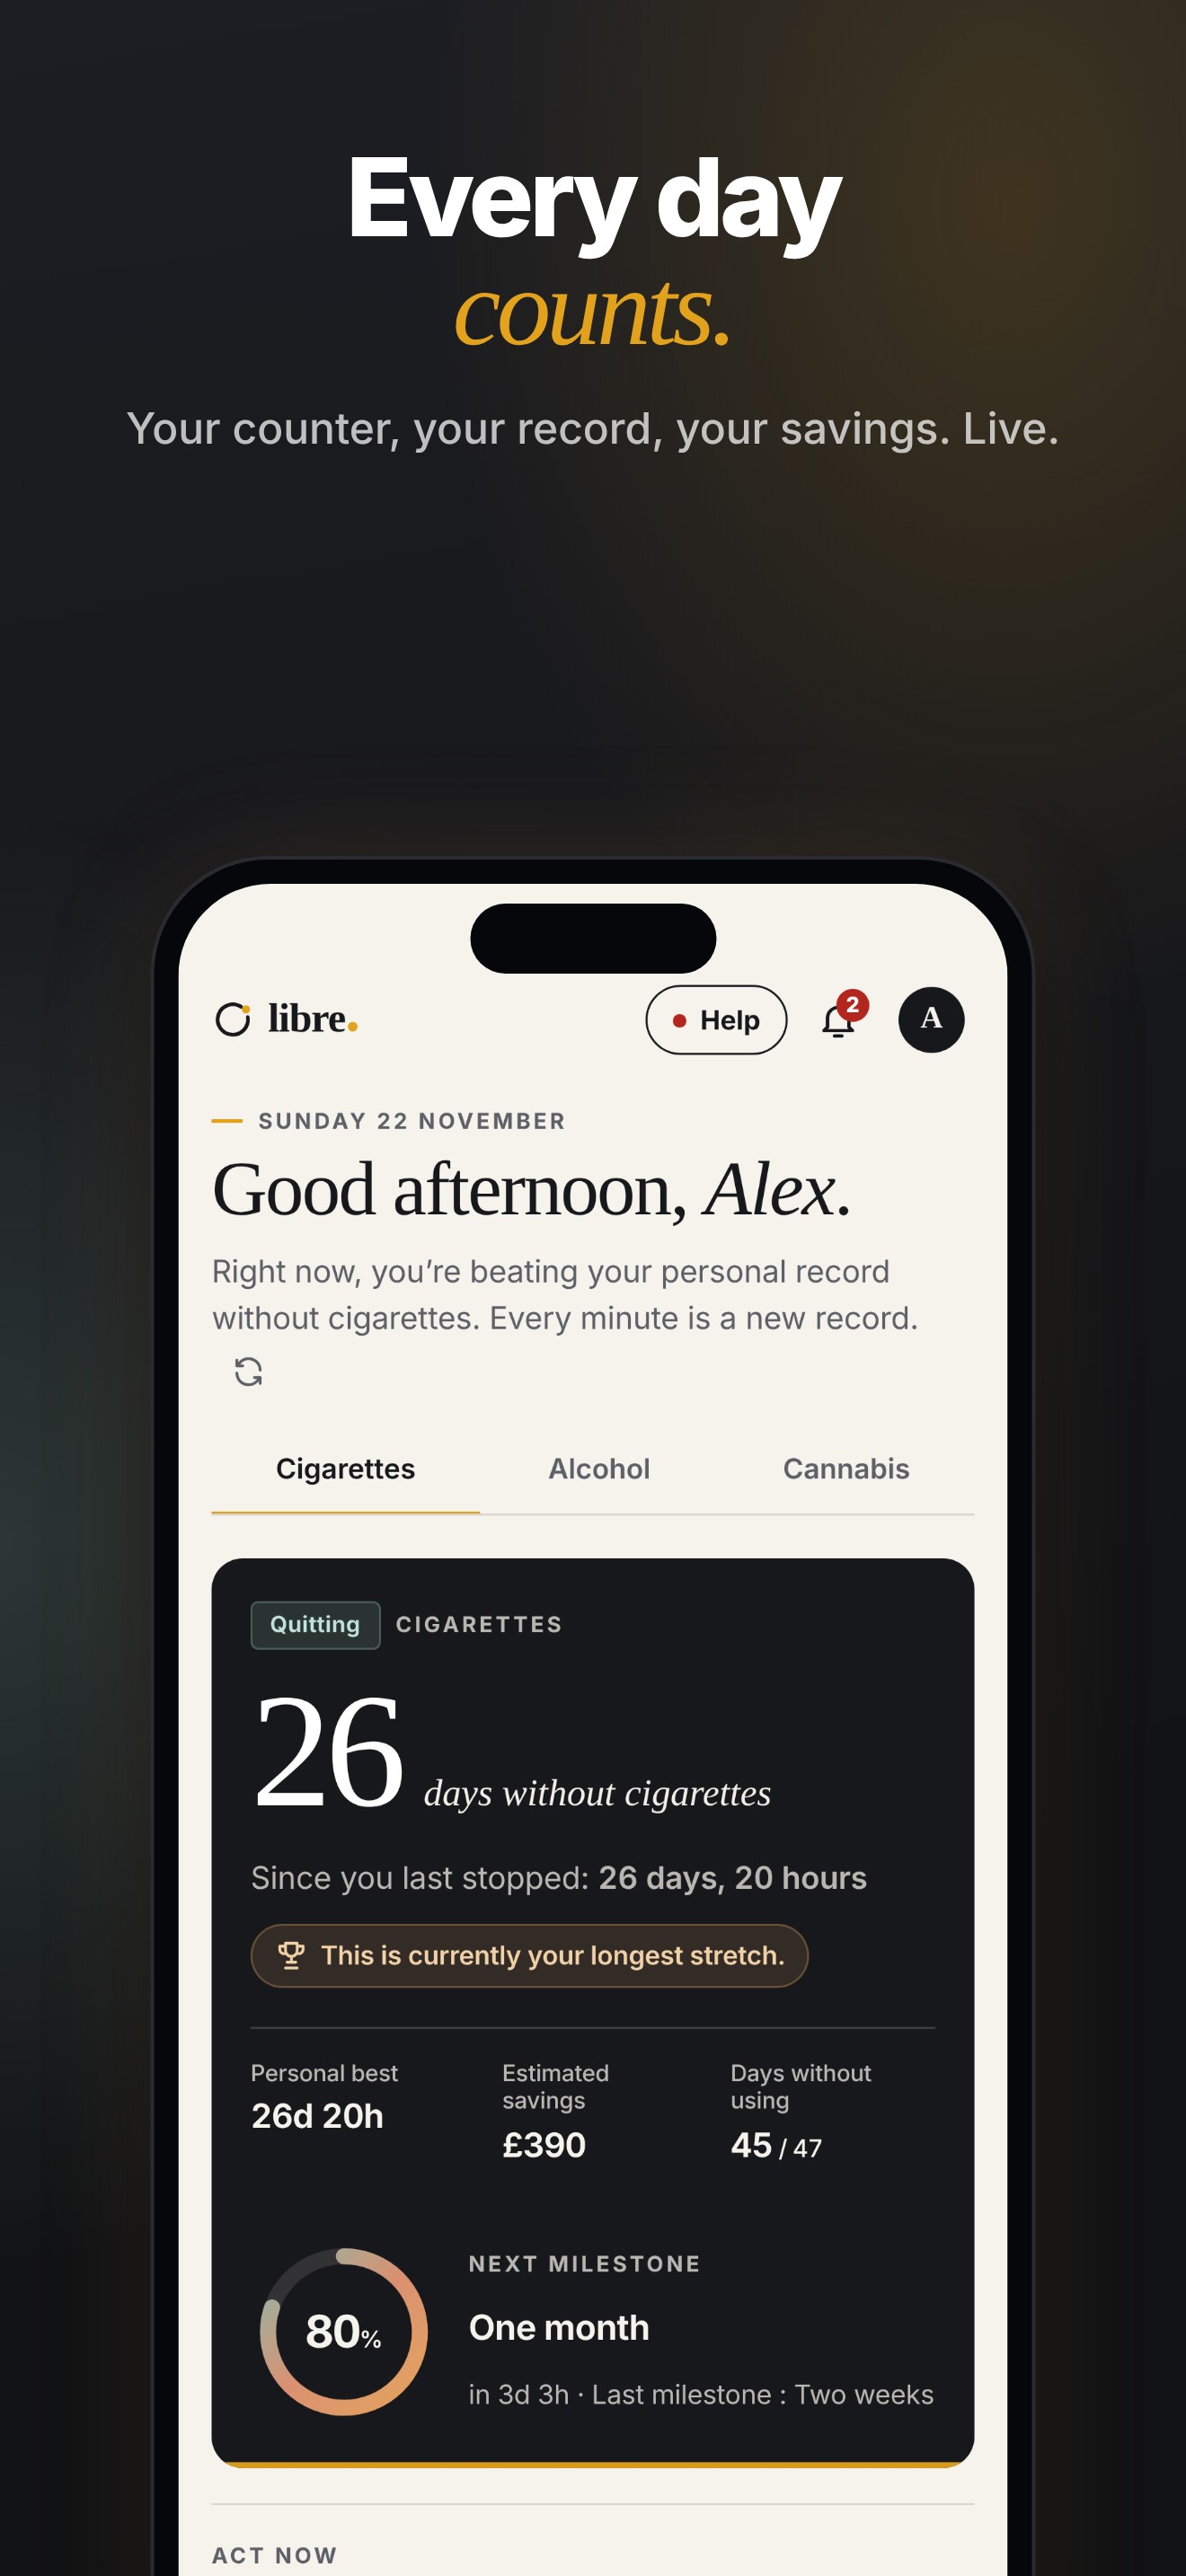 Every day
counts.
Your counter, your record, your savings. Live.
libre.
Help
2
A
SUNDAY 22 NOVEMBER
Good afternoon, Alex.
Right now, you’re beating your personal record
without cigarettes. Every minute is a new record.
Cigarettes
Alcohol
Cannabis
Quitting
CIGARETTES
26 days without cigarettes
Since you last stopped: 26 days, 20 hours
This is currently your longest stretch.
Personal best
26d 20h
Estimated
savings
£390
Days without
using
45 / 47
80%
NEXT MILESTONE
One month
in 3d 3h · Last milestone : Two weeks
ACT NOW